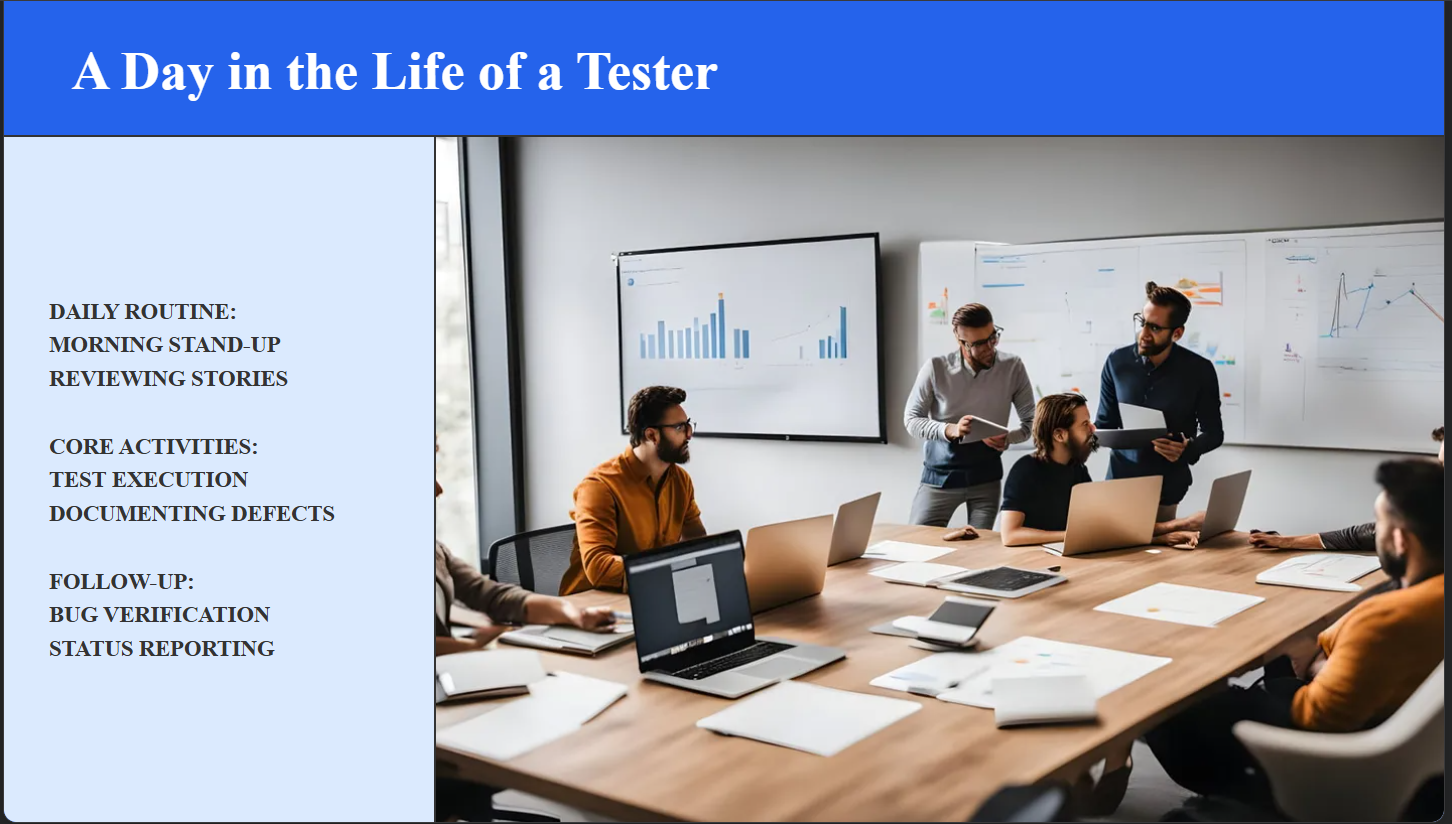 A Day in the Life of a Tester
DAILY ROUTINE:
MORNING STAND-UP
REVIEWING STORIES
CORE ACTIVITIES:
TEST EXECUTION
DOCUMENTING DEFECTS
FOLLOW-UP:
BUG VERIFICATION
STATUS REPORTING